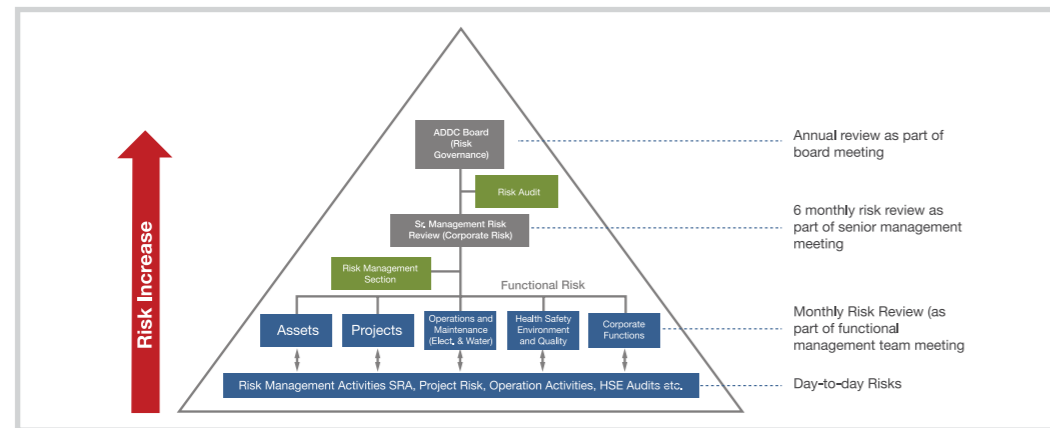 Risk Increase
ADDC Board
(Risk
Governance)
Annual review as part of
board meeting
Risk Audit
Sr. Management Risk
Review (Corporate Risk)
6 monthly risk review as
part of senior management
meeting
Risk Management
Section
Functional Risk
Assets
Projects
Operations and
Maintenance
(Elect. & Water)
Health Safety
Environment
and Quality
Corporate
Functions
Monthly Risk Review (as
part of functional
management team meeting
Risk Management Activities SRA, Project Risk, Operation Activities, HSE Audits etc.
Day-to-day Risks